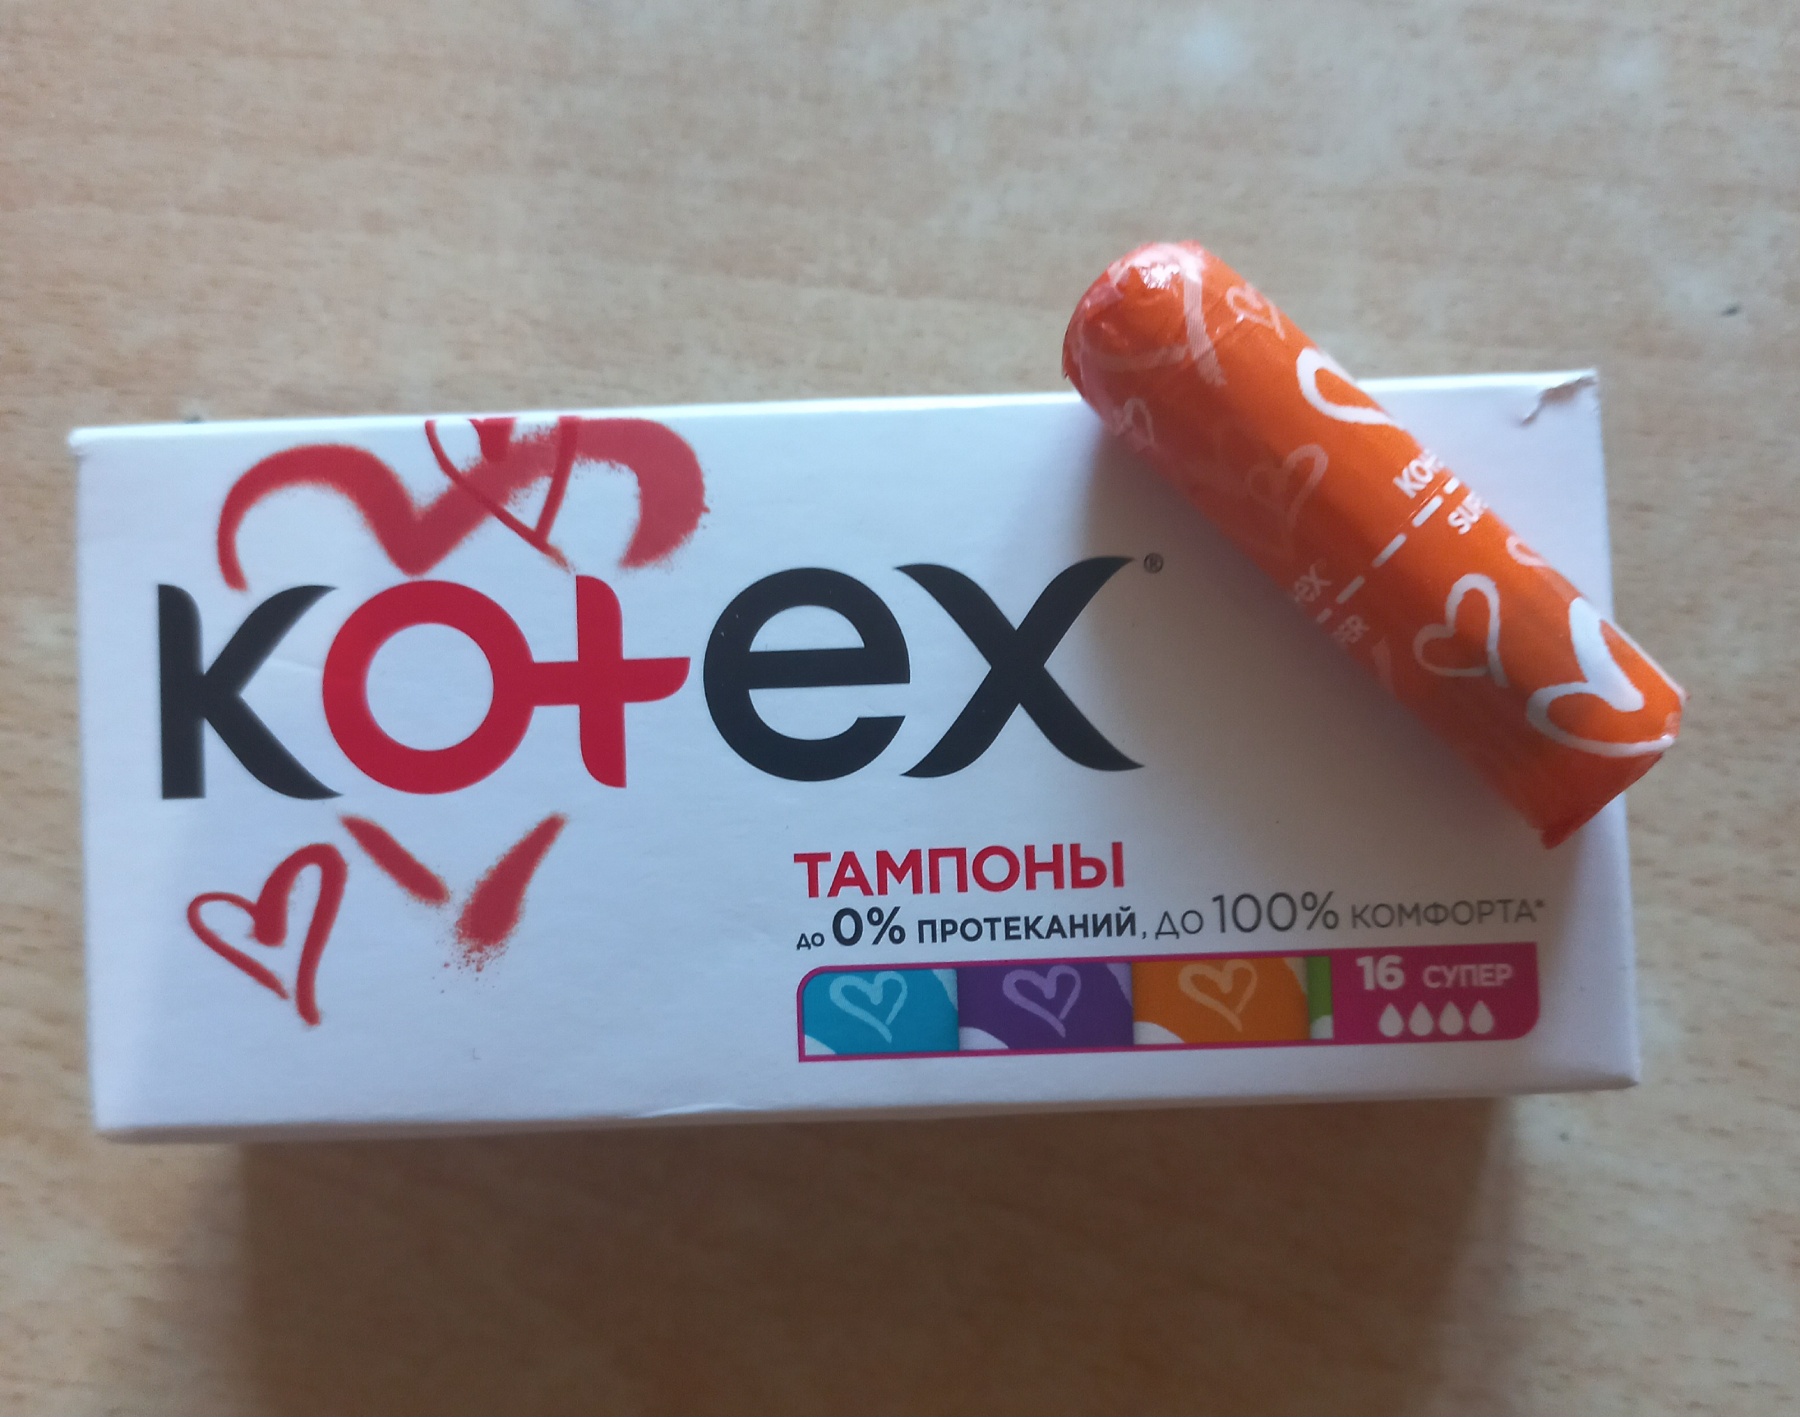 kotex®
ТАМПОНЫ
до 0% ПРОТЕКАНИЙ, ДО 100% КОМФОРТА*
16 СУПЕР